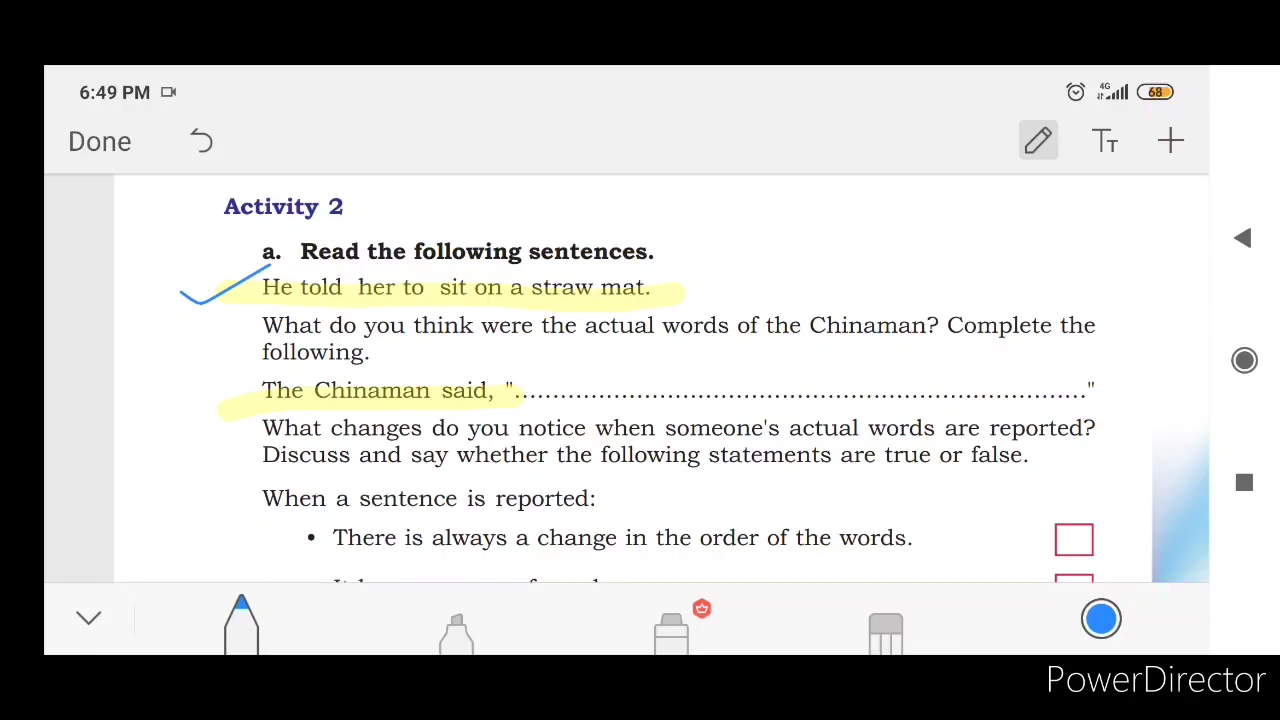 6:49 PM
4G
68
Done
Activity 2
a. Read the following sentences.
He told her to sit on a straw mat.
What do you think were the actual words of the Chinaman? Complete the
following.
The Chinaman said, "........................................................................."
What changes do you notice when someone's actual words are reported?
Discuss and say whether the following statements are true or false.
When a sentence is reported:
• There is always a change in the order of the words.
PowerDirector